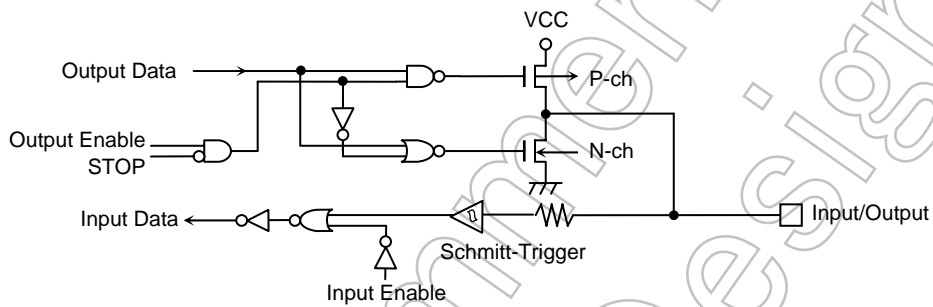 VCC
Output Data
P-ch
Output Enable
STOP
N-ch
Input Data
Input/Output
Schmitt-Trigger
Input Enable